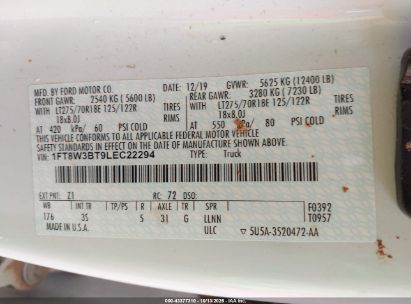 MFD. BY FORD MOTOR CO.
12/19 GVWR: 5625 KG (12400 LB)
FRONT GAWR: 2540 KG (5600 LB) REAR GAWR: 3280 KG (7230 LB)
LT275/70R18E 125/122R TIRES LT275/70R18E 125/122R TIRES
18x8.0J RIMS 18x8.0J RIMS
AT 420 kPa/ 60 PSI COLD AT 550 kPa/ 80 PSI COLD
THIS VEHICLE CONFORMS TO ALL APPLICABLE FEDERAL MOTOR VEHICLE
SAFETY STANDARDS IN EFFECT ON THE DATE OF MANUFACTURE SHOWN ABOVE.
VIN: 1FT8W3BT9LEC22294 TYPE: Truck
EXT PNT: Z1 RC: 72 DSO:
WB INT TR TP/PS R AXLE TR SPR F0392
176 3S 5 31 G LLNN T0957
MADE IN U.S.A. ULC 5U5A-3520472-AA